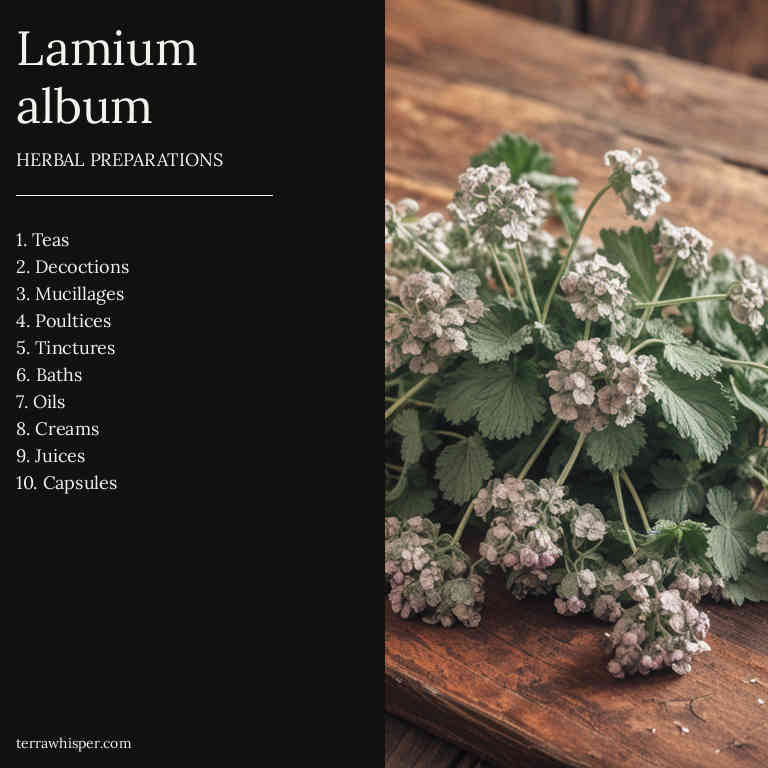 Lamium
album
HERBAL PREPARATIONS
1. Teas
2. Decoctions
3. Mucillages
4. Poultices
5. Tinctures
6. Baths
7. Oils
8. Creams
9. Juices
10. Capsules
terrawhisper.com